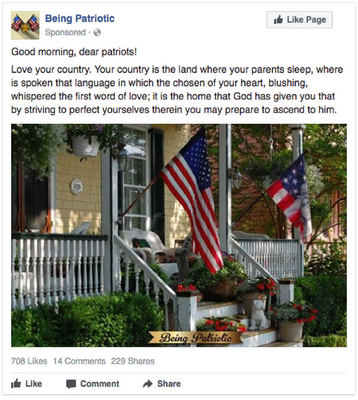 Being Patriotic
Sponsored ·
Like Page
Good morning, dear patriots!
Love your country. Your country is the land where your parents sleep, where
is spoken that language in which the chosen of your heart, blushing,
whispered the first word of love; it is the home that God has given you that
by striving to perfect yourselves therein you may prepare to ascend to him.
Being Patriotic
708 Likes 14 Comments 229 Shares
Like Comment Share